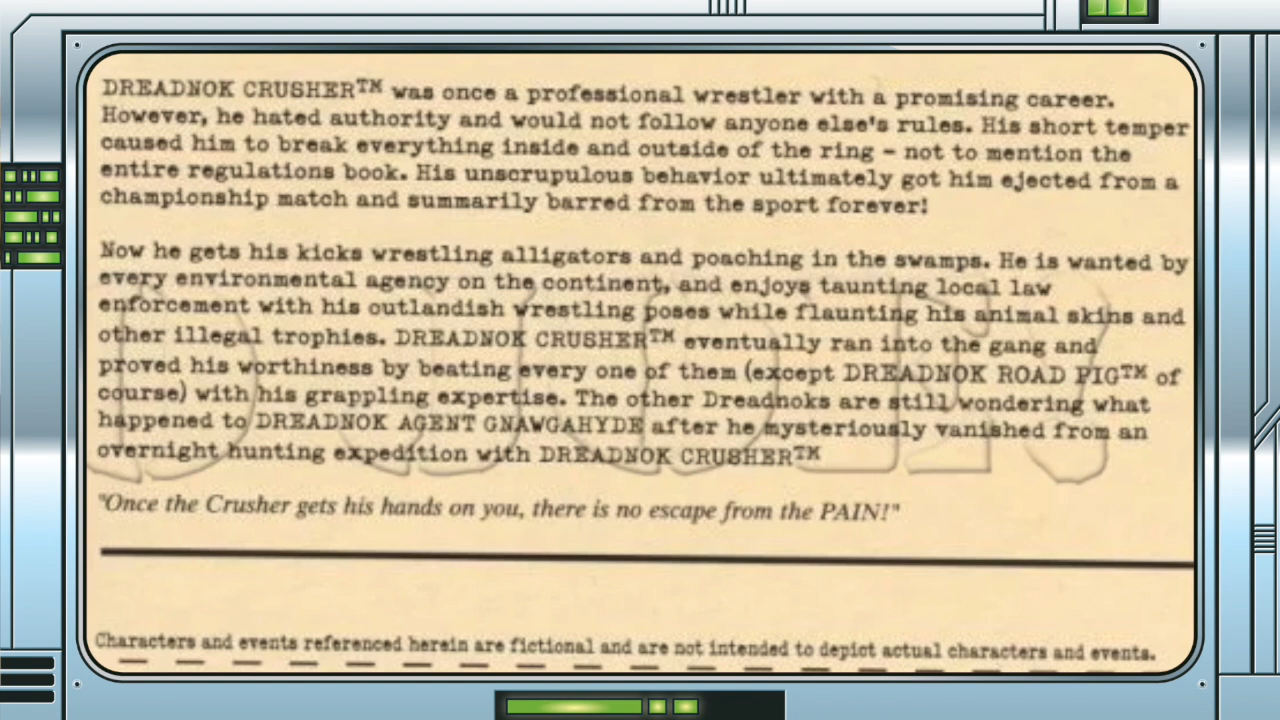 DREADNOK CRUSHER™ was once a professional wrestler with a promising career.
However, he hated authority and would not follow anyone else's rules. His short temper
caused him to break everything inside and outside of the ring - not to mention the
entire regulations book. His unscrupulous behavior ultimately got him ejected from a
championship match and summarily barred from the sport forever!
Now he gets his kicks wrestling alligators and poaching in the swamps. He is wanted by
every environmental agency on the continent, and enjoys taunting local law
enforcement with his outlandish wrestling poses while flaunting his animal skins and
other illegal trophies. DREADNOK CRUSHER™ eventually ran into the gang and
proved his worthiness by beating every one of them (except DREADNOK ROAD PIG™ of
course) with his grappling expertise. The other Dreadnoks are still wondering what
happened to DREADNOK AGENT GNAWGAHYDE after he mysteriously vanished from an
overnight hunting expedition with DREADNOK CRUSHER™
"Once the Crusher gets his hands on you, there is no escape from the PAIN!"
Characters and events referenced herein are fictional and are not intended to depict actual characters and events.